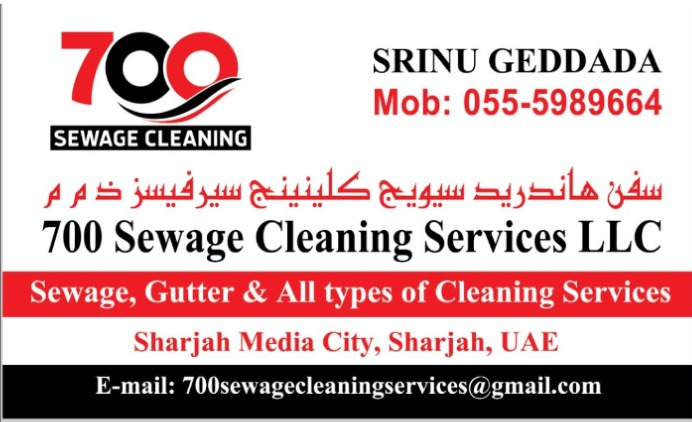 700
SEWAGE CLEANING
SRINU GEDDADA
Mob: 055-5989664
سفن هاندريد سيويج كلينينج سيرفيسز ذ م م
700 Sewage Cleaning Services LLC
Sewage, Gutter & All types of Cleaning Services
Sharjah Media City, Sharjah, UAE
E-mail: 700sewagecleaningservices@gmail.com